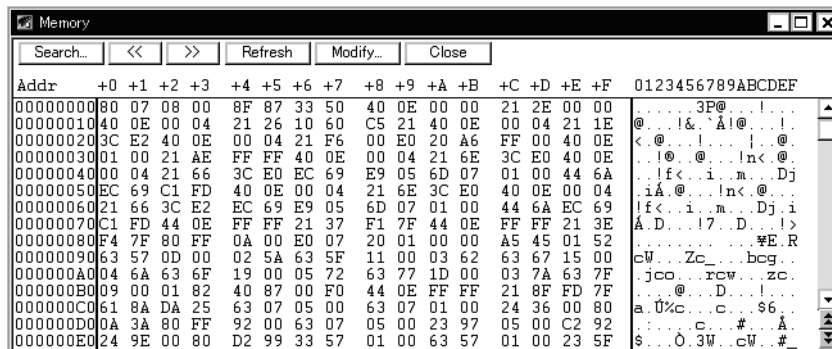 Memory
Search... << >> Refresh Modify... Close
Addr +0 +1 +2 +3 +4 +5 +6 +7 +8 +9 +A +B +C +D +E +F 0123456789ABCDEF
00000000 80 07 08 00 8F 87 33 50 40 0E 00 00 21 2E 00 00 ......3P@...!...
00000010 40 0E 00 04 21 26 10 60 C5 21 40 0E 00 04 21 1E @...!&.`Å!@...!.
00000020 3C E2 40 0E 00 04 21 F6 00 E0 20 A6 FF 00 40 0E <.@...!... ¦..@.
00000030 01 00 21 AE FF FF 40 0E 00 04 21 6E 3C E0 40 0E ..!®..@...!n<.@.
00000040 00 04 21 66 3C E0 EC 69 E9 05 6D 07 01 00 44 6A ..!f<..i..m...Dj
00000050 EC 69 C1 FD 40 0E 00 04 21 6E 3C E0 40 0E 00 04 .iÁ.@...!n<.@...
00000060 21 66 3C E2 EC 69 E9 05 6D 07 01 00 44 6A EC 69 !f<..i..m...Dj.i
00000070 C1 FD 44 0E FF FF 21 37 F1 7F 44 0E FF FF 21 3E Á.D...!7..D...!>
00000080 F4 7F 80 FF 0A 00 E0 07 20 01 00 00 A5 45 01 52 ........ ...¥E.R
00000090 63 57 0D 00 02 5A 63 5F 11 00 03 62 63 67 15 00 cW...Zc_...bcg..
000000A0 04 6A 63 6F 19 00 05 72 63 77 1D 00 03 7A 63 7F .jco...rcw...zc.
000000B0 09 00 01 82 40 87 00 F0 44 0E FF FF 21 8F FD 7F ....@...D...!...
000000C0 61 8A DA 25 63 07 05 00 63 07 01 00 24 36 00 80 a.Ú%c...c...$6..
000000D0 0A 3A 80 FF 92 00 63 07 05 00 23 97 05 00 C2 92 .:....c...#...Â.
000000E0 24 9E 00 80 D2 99 33 57 01 00 63 57 01 00 23 5F $...Ò.3W..cW..#_